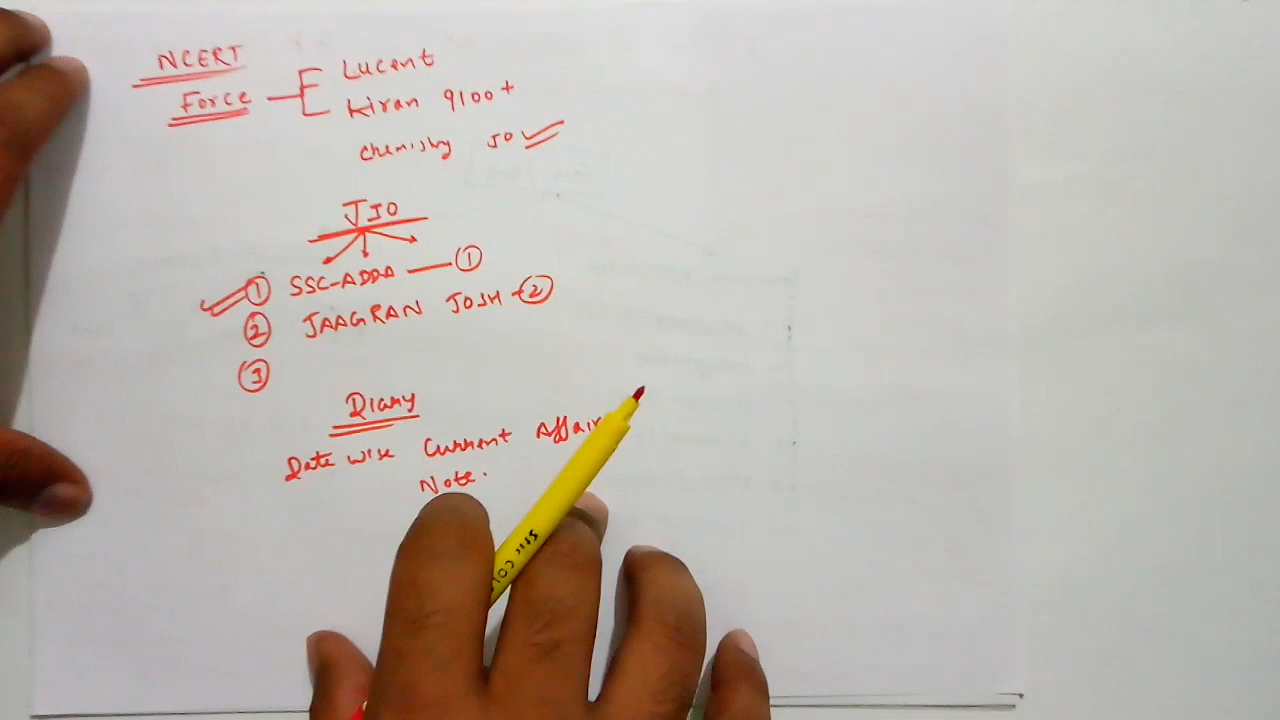 NCERT
Force
Lucent
Kiran 9100+
Chemistry 50
JIO
① SSC-ADDA — ①
② JAAGRAN JOSH - ②
③
Diary
Date wise Current Affair
Note.